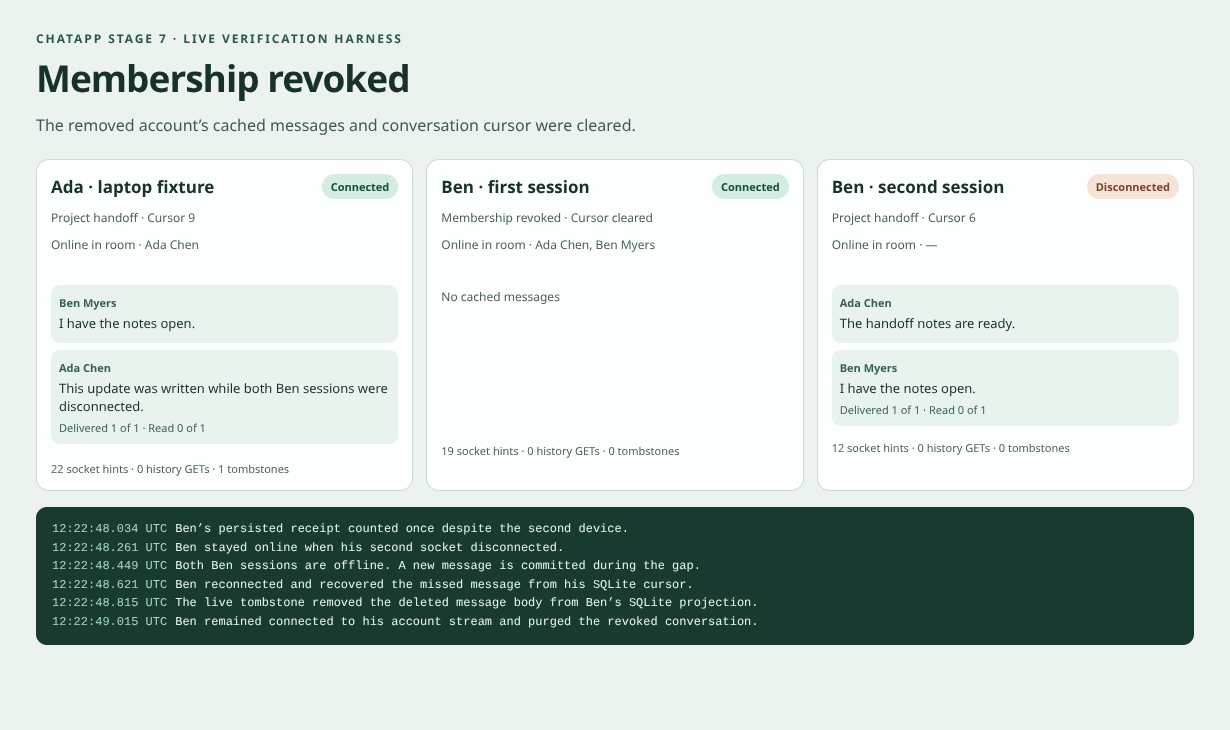 CHATAPP STAGE 7 · LIVE VERIFICATION HARNESS
Membership revoked
The removed account’s cached messages and conversation cursor were cleared.
Ada · laptop fixture
Connected
Project handoff · Cursor 9
Online in room · Ada Chen
Ben Myers
I have the notes open.
Ada Chen
This update was written while both Ben sessions were
disconnected.
Delivered 1 of 1 · Read 0 of 1
22 socket hints · 0 history GETs · 1 tombstones
Ben · first session
Connected
Membership revoked · Cursor cleared
Online in room · Ada Chen, Ben Myers
No cached messages
19 socket hints · 0 history GETs · 0 tombstones
Ben · second session
Disconnected
Project handoff · Cursor 6
Online in room · —
Ada Chen
The handoff notes are ready.
Ben Myers
I have the notes open.
Delivered 1 of 1 · Read 0 of 1
12 socket hints · 0 history GETs · 0 tombstones
12:22:48.034 UTC Ben’s persisted receipt counted once despite the second device.
12:22:48.261 UTC Ben stayed online when his second socket disconnected.
12:22:48.449 UTC Both Ben sessions are offline. A new message is committed during the gap.
12:22:48.621 UTC Ben reconnected and recovered the missed message from his SQLite cursor.
12:22:48.815 UTC The live tombstone removed the deleted message body from Ben’s SQLite projection.
12:22:49.015 UTC Ben remained connected to his account stream and purged the revoked conversation.